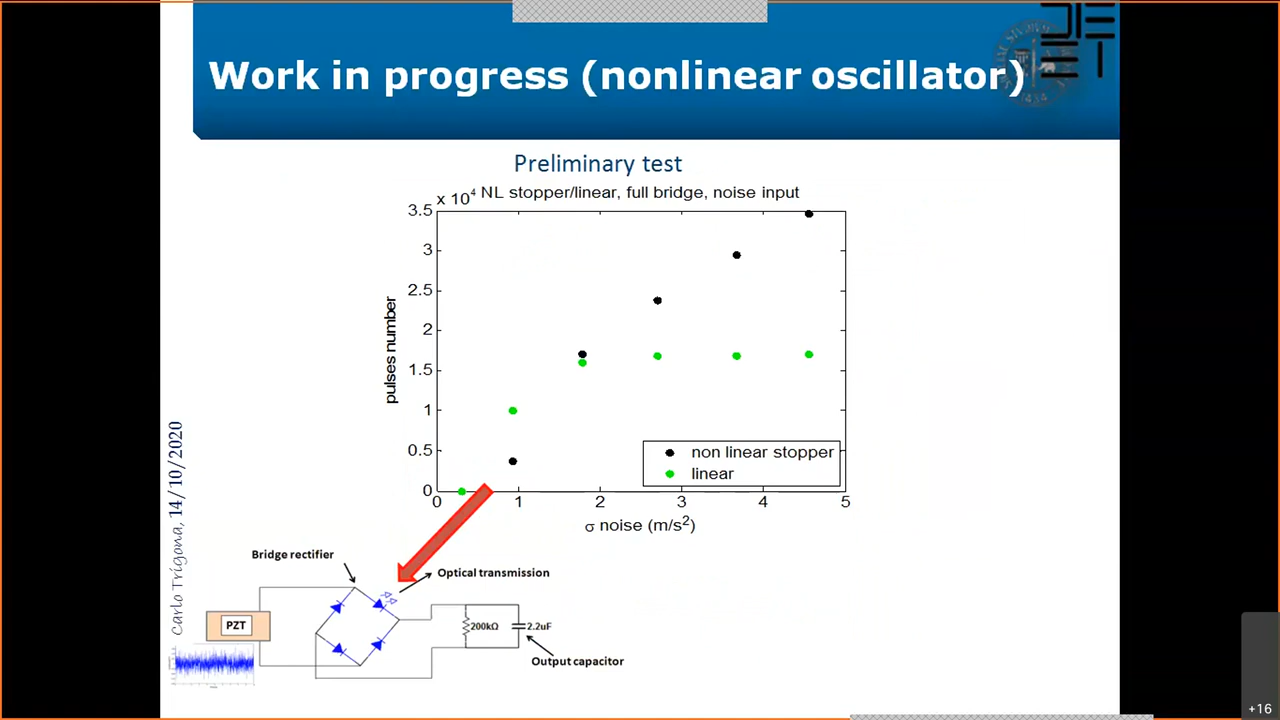 Work in progress (nonlinear oscillator)
Preliminary test
x 10⁴ NL stopper/linear, full bridge, noise input
3.5
3
2.5
2
1.5
1
0.5
0
pulses number
0 1 2 3 4 5
σ noise (m/s²)
non linear stopper
linear
Carlo Trigona, 14/10/2020
Bridge rectifier
Optical transmission
PZT
200kΩ
2.2uF
Output capacitor
+16